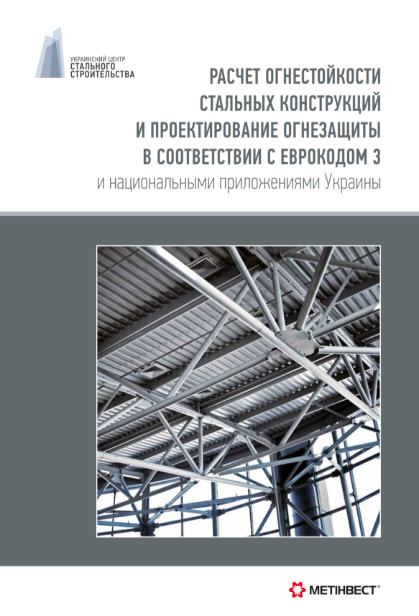 УКРАИНСКИЙ ЦЕНТР
СТАЛЬНОГО
СТРОИТЕЛЬСТВА
РАСЧЕТ ОГНЕСТОЙКОСТИ
СТАЛЬНЫХ КОНСТРУКЦИЙ
И ПРОЕКТИРОВАНИЕ ОГНЕЗАЩИТЫ
В СООТВЕТСТВИИ С ЕВРОКОДОМ 3
и национальными приложениями Украины
МЕТІНВЕСТ®